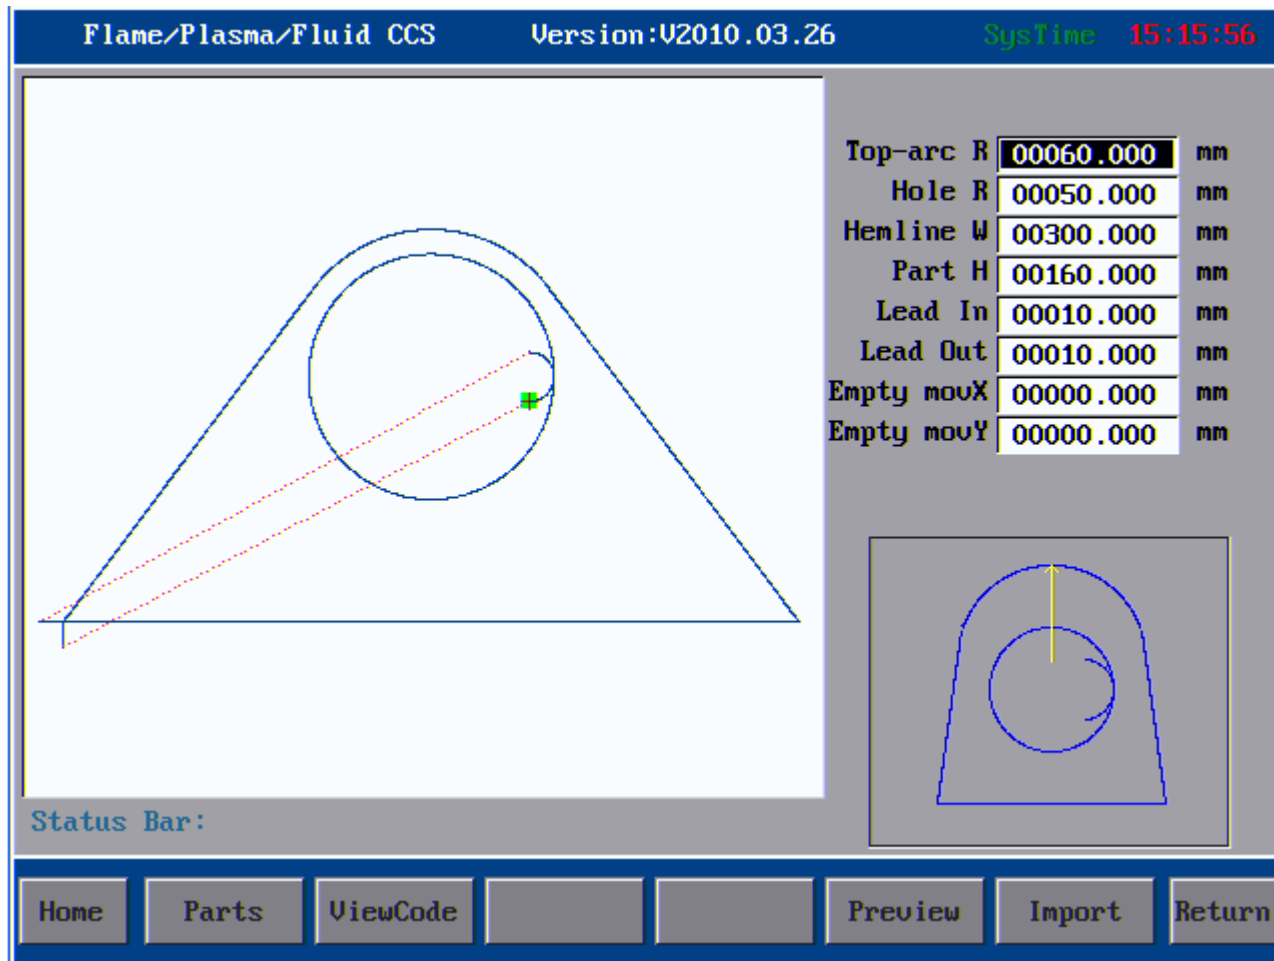 Flame/Plasma/Fluid CCS Version:V2010.03.26 SysTime 15:15:56
Top-arc R 00060.000 mm
Hole R 00050.000 mm
Hemline W 00300.000 mm
Part H 00160.000 mm
Lead In 00010.000 mm
Lead Out 00010.000 mm
Empty movX 00000.000 mm
Empty movY 00000.000 mm
Status Bar:
Home Parts ViewCode Preview Import Return